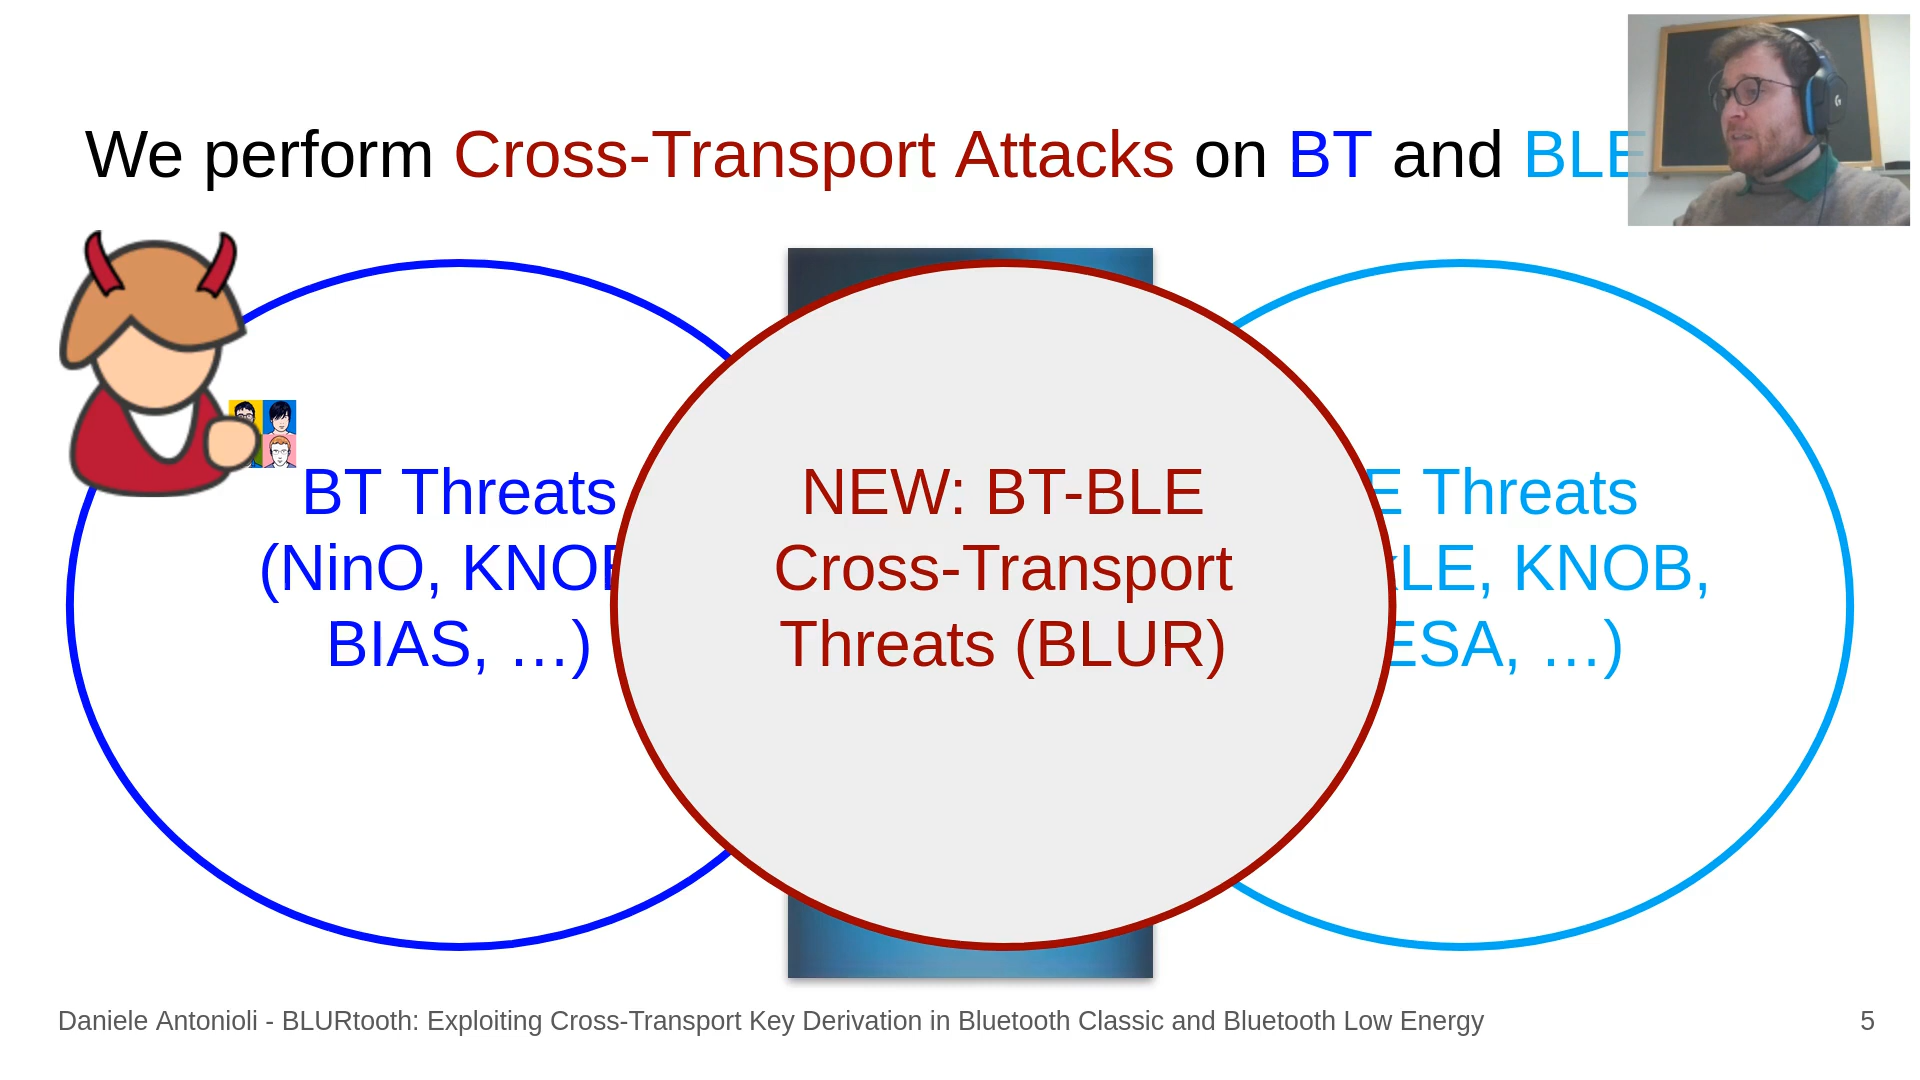 We perform Cross-Transport Attacks on BT and BLE
BT Threats
(NinO, KNOB
BIAS, …)
NEW: BT-BLE
Cross-Transport
Threats (BLUR)
E Threats
LE, KNOB,
ESA, …)
Daniele Antonioli - BLURtooth: Exploiting Cross-Transport Key Derivation in Bluetooth Classic and Bluetooth Low Energy
5